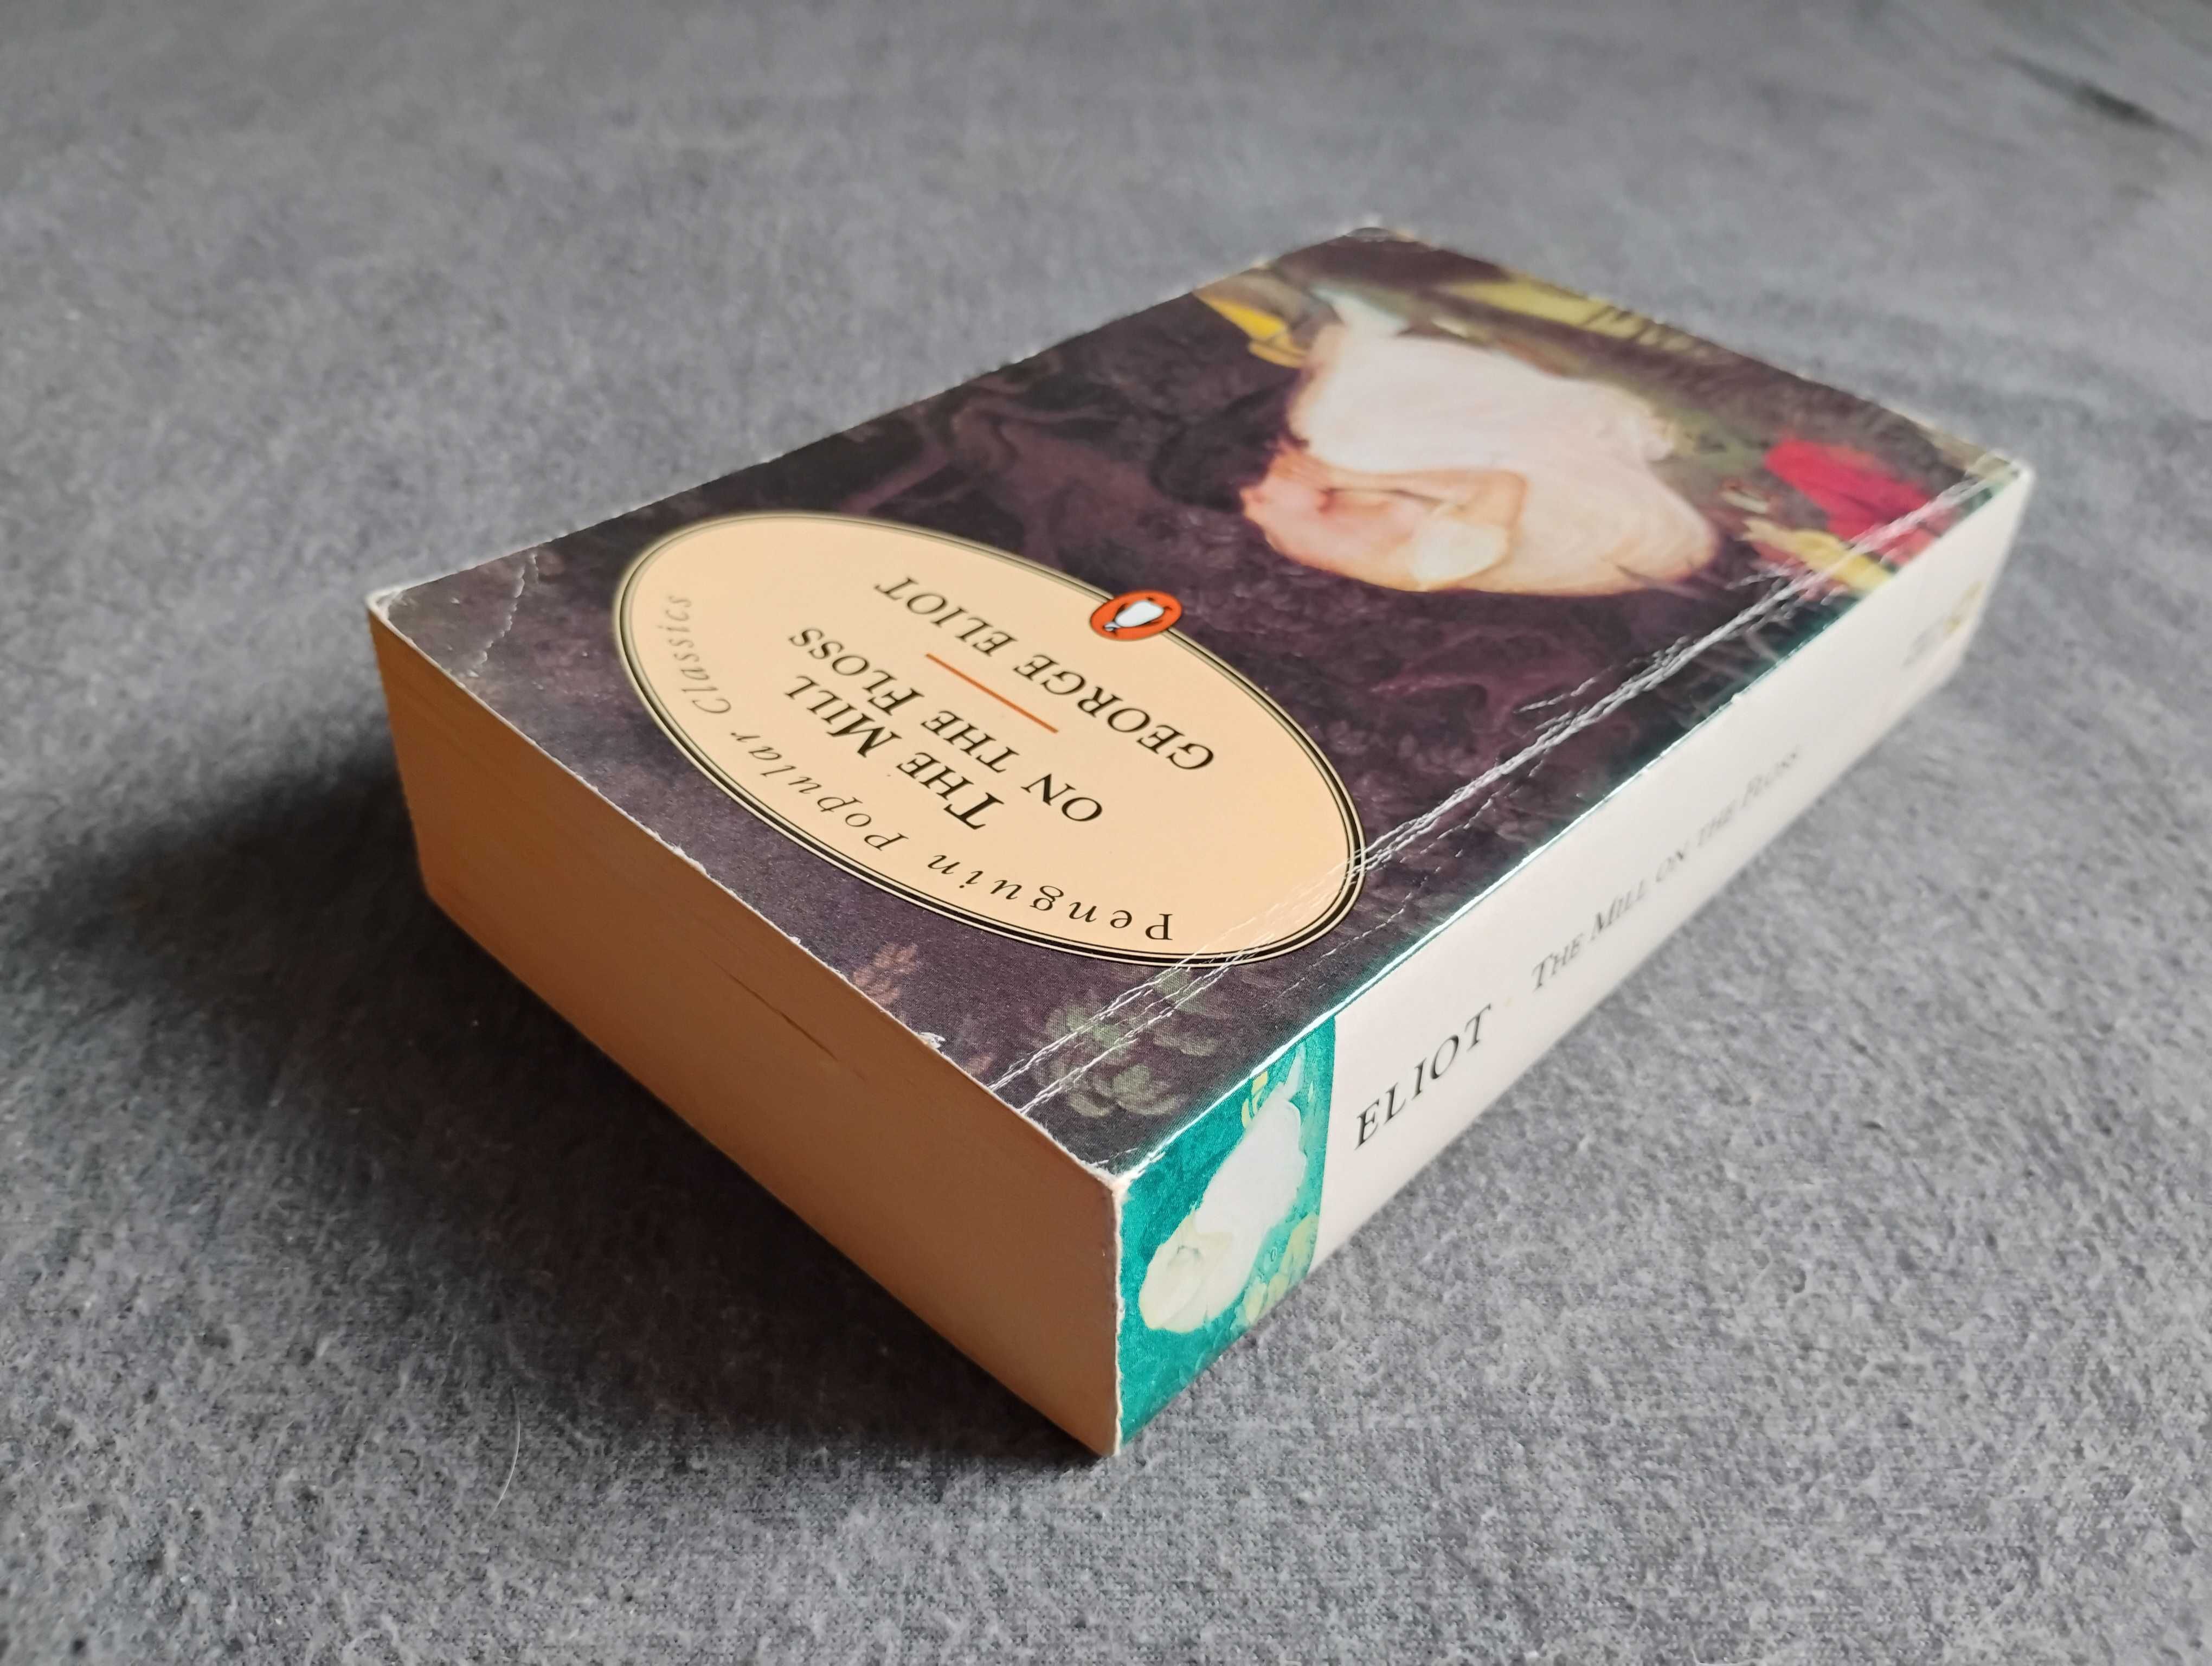 Penguin Popular Classics
THE MILL
ON THE FLOSS
GEORGE ELIOT
ELIOT · THE MILL ON THE FLOSS